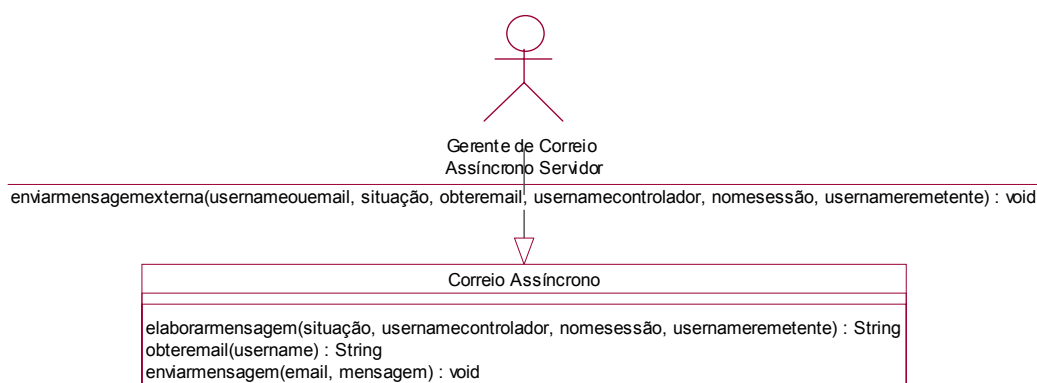 Gerente de Correio
Assíncrono Servidor
enviarmensagemexterna(usernameouemail, situação, obteremail, usernamecontrolador, nomesessão, usernameremetente) : void
Correio Assíncrono
elaborarmensagem(situação, usernamecontrolador, nomesessão, usernameremetente) : String
obteremail(username) : String
enviarmensagem(email, mensagem) : void